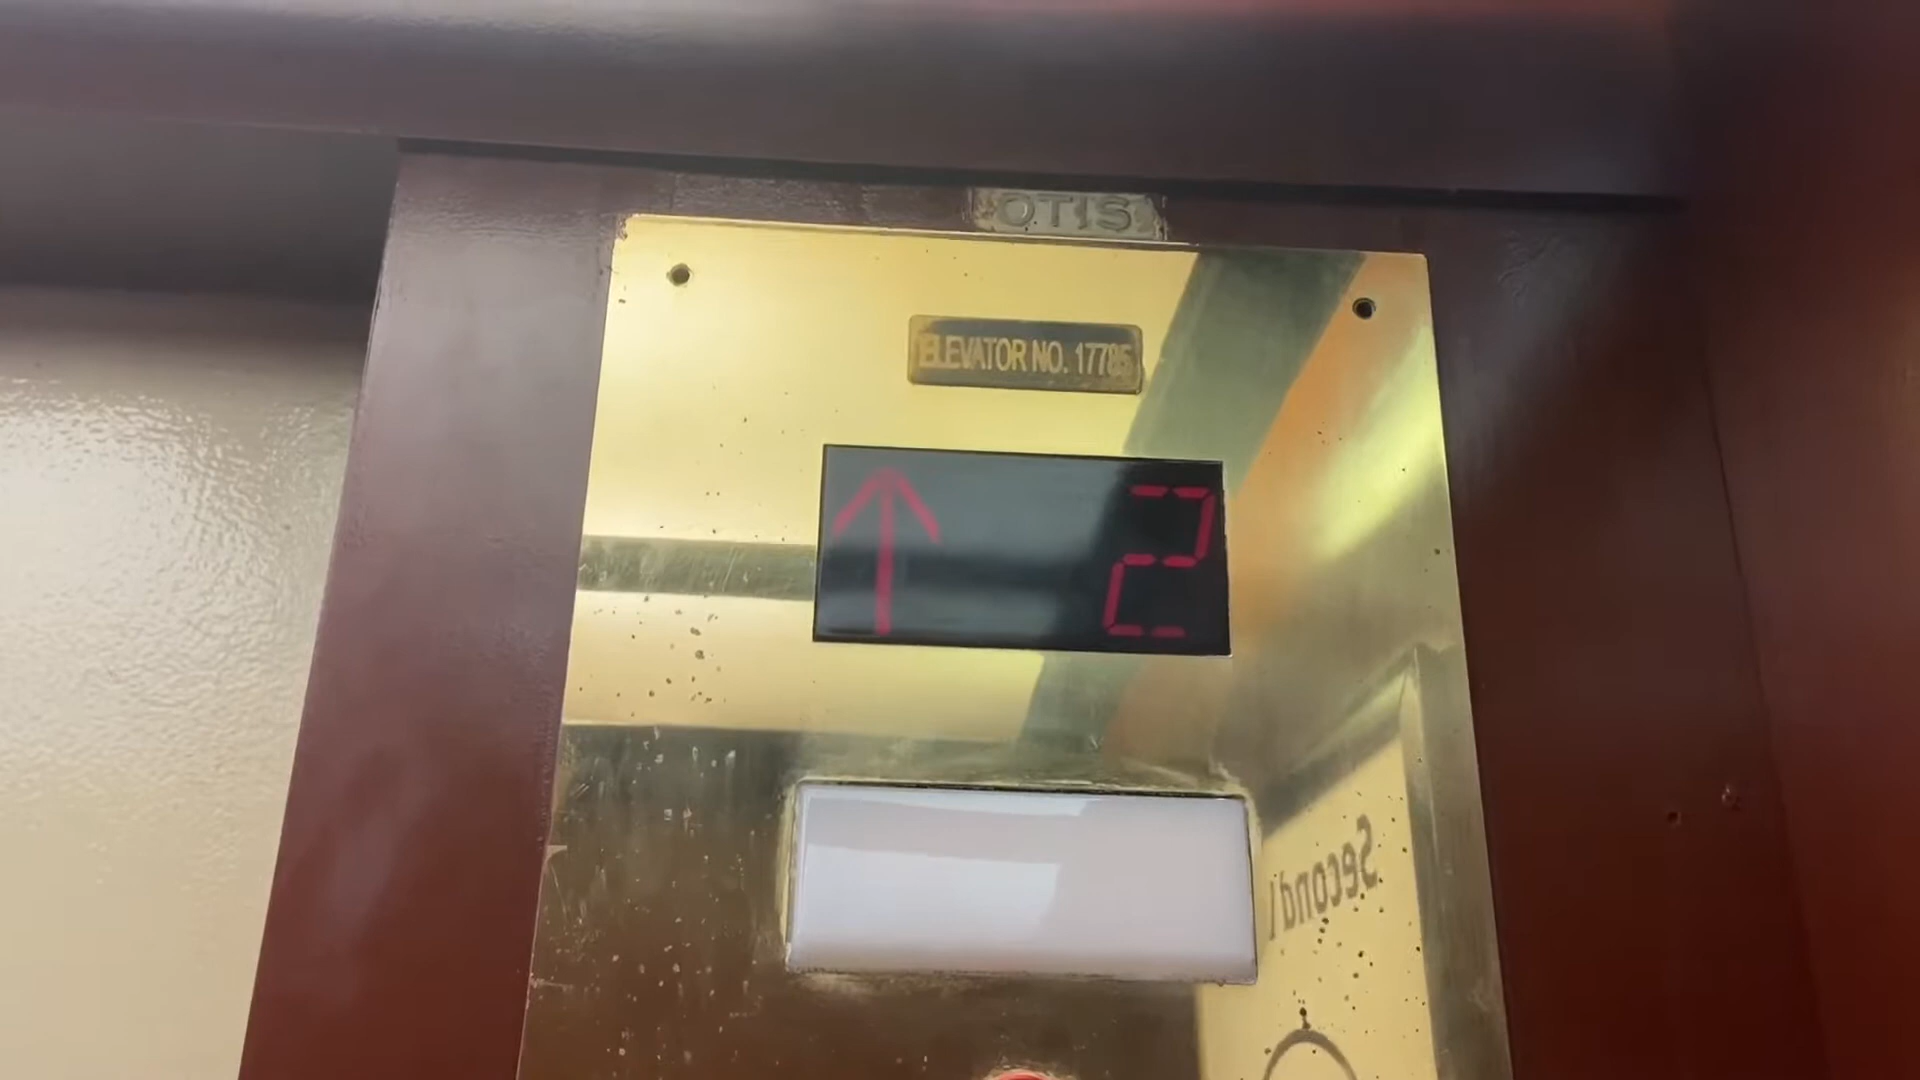 OTIS
ELEVATOR NO. 17785
↑ 2
Second